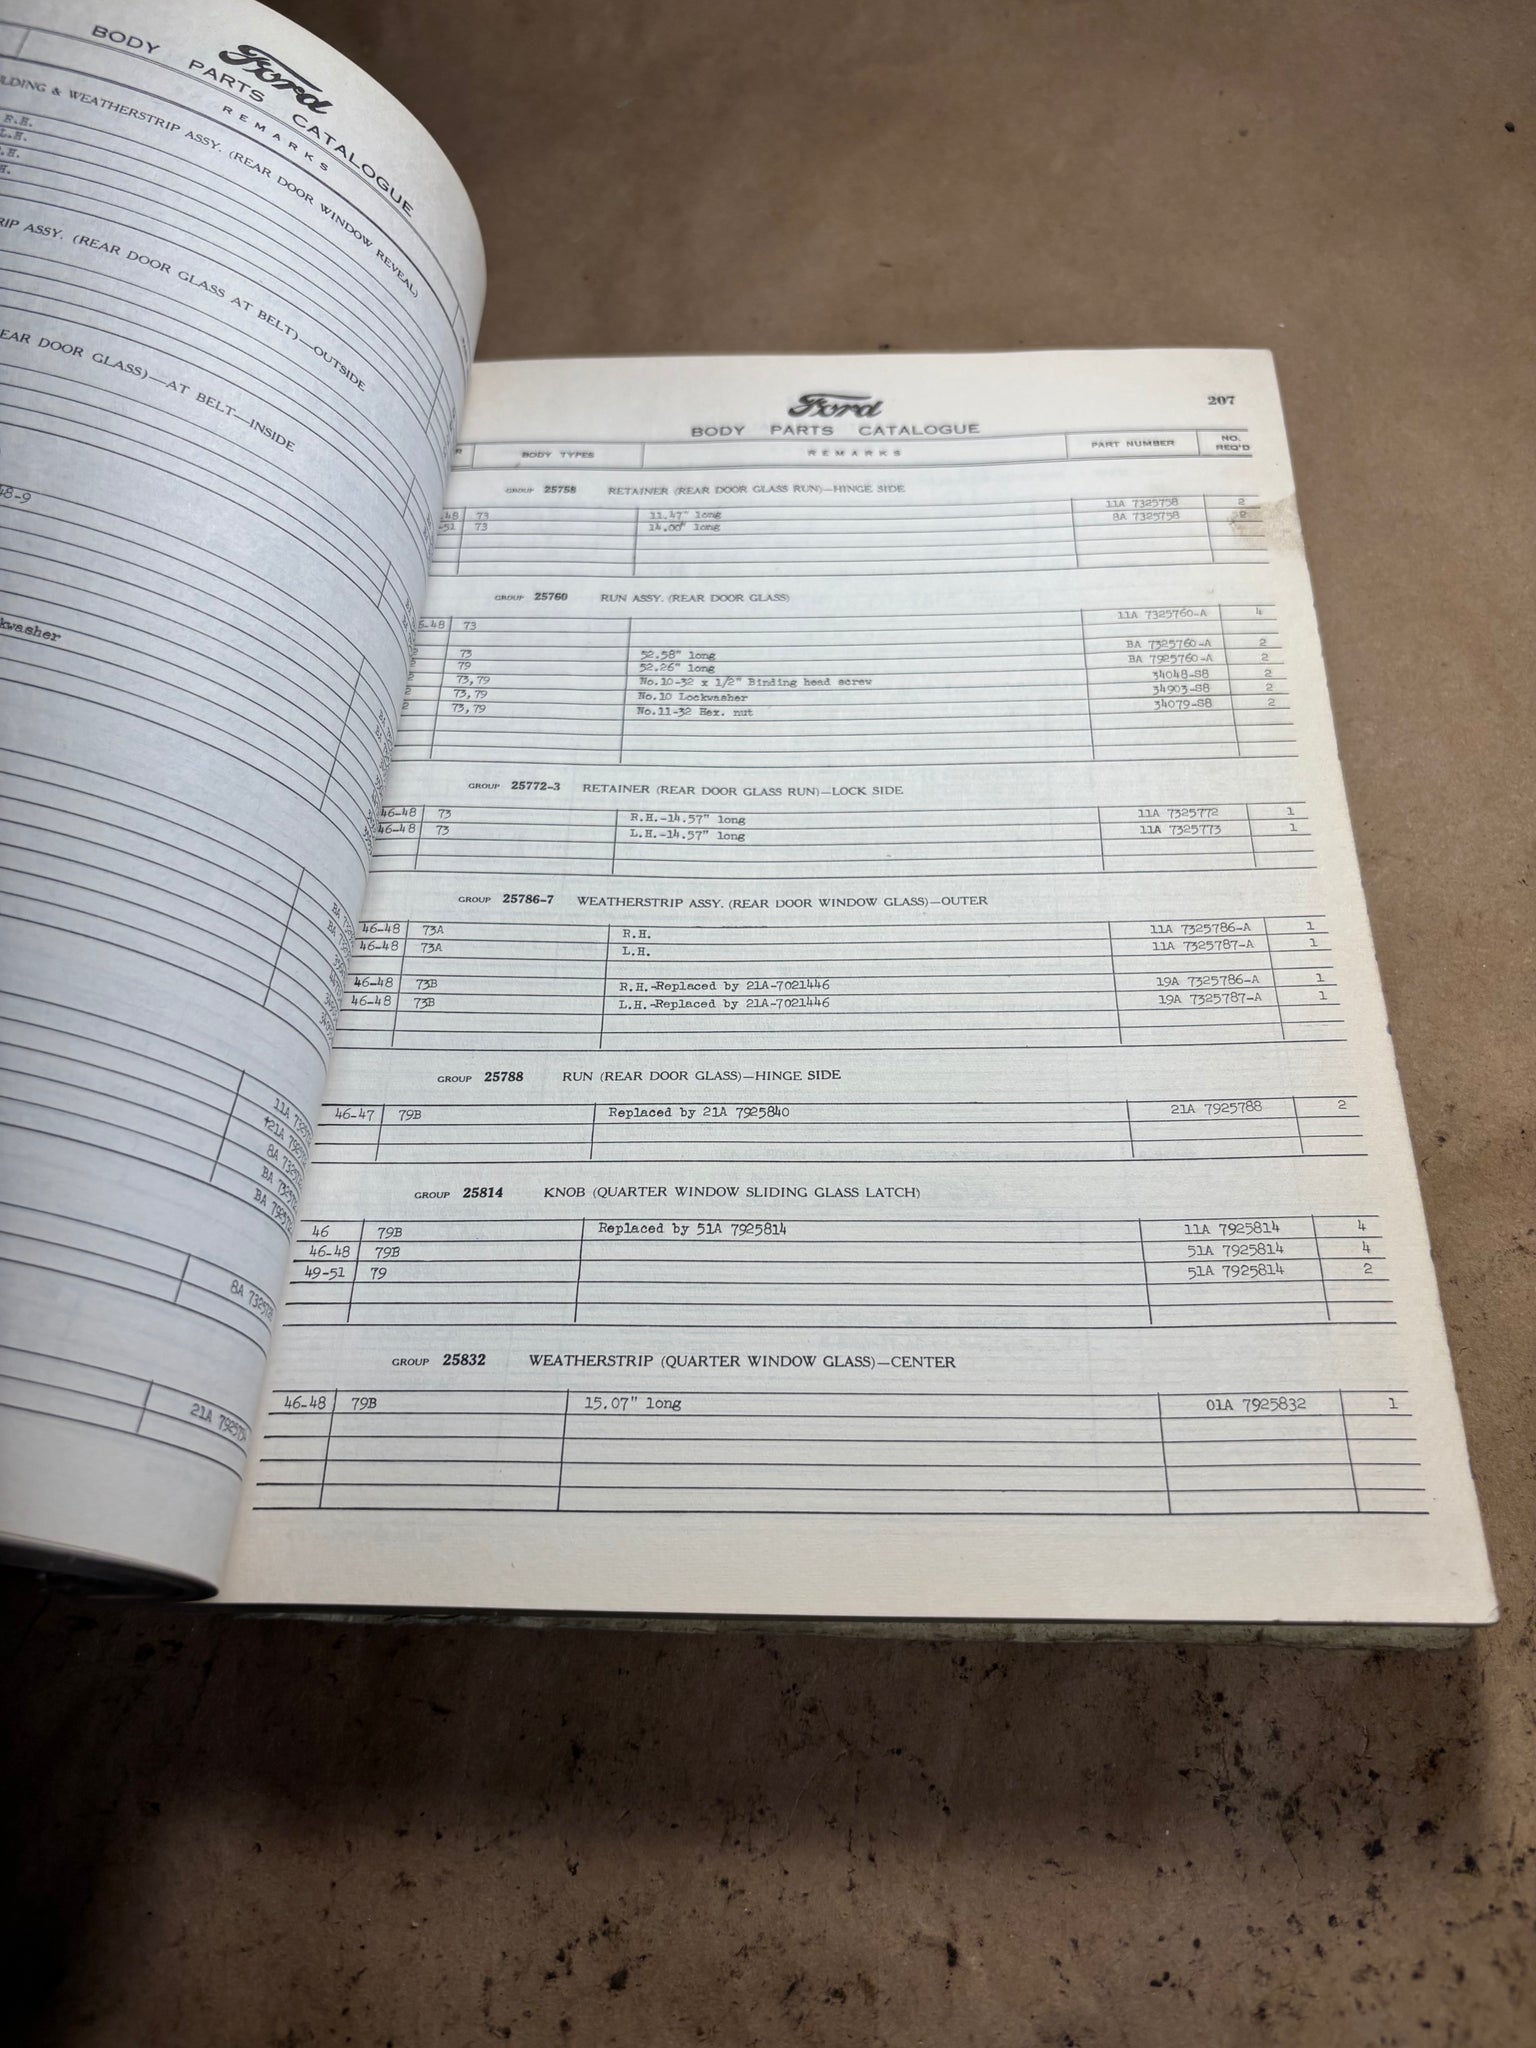 BODY PARTS CATALOGUE
Ford
REMARKS
& WEATHERSTRIP ASSY. (REAR DOOR WINDOW REVEAL)
R.H.
L.H.
ASSY. (REAR DOOR GLASS AT BELT)—OUTSIDE
DOOR GLASS)—AT BELT—INSIDE
11A
†21A
8A
BA
BA
8A
21A
Ford
207
BODY PARTS CATALOGUE
BODY TYPES REMARKS PART NUMBER NO. REQ'D
GROUP 25758 RETAINER (REAR DOOR GLASS RUN)—HINGE SIDE
73 11.47" long 11A 7325758 2
73 14.00" long 8A 7325758 2
GROUP 25760 RUN ASSY. (REAR DOOR GLASS)
73 11A 7325760-A 4
73 52.58" long BA 7325760-A 2
79 52.26" long BA 7925760-A 2
73,79 No.10-32 x 1/2" Binding head screw 34048-S8 2
73,79 No.10 Lockwasher 34903-S8 2
73,79 No.11-32 Hex. nut 34079-S8 2
GROUP 25772-3 RETAINER (REAR DOOR GLASS RUN)—LOCK SIDE
46-48 73 R.H.-14.57" long 11A 7325772 1
46-48 73 L.H.-14.57" long 11A 7325773 1
GROUP 25786-7 WEATHERSTRIP ASSY. (REAR DOOR WINDOW GLASS)—OUTER
46-48 73A R.H. 11A 7325786-A 1
46-48 73A L.H. 11A 7325787-A 1
46-48 73B R.H.-Replaced by 21A-7021446 19A 7325786-A 1
46-48 73B L.H.-Replaced by 21A-7021446 19A 7325787-A 1
GROUP 25788 RUN (REAR DOOR GLASS)—HINGE SIDE
46-47 79B Replaced by 21A 7925840 21A 7925788 2
GROUP 25814 KNOB (QUARTER WINDOW SLIDING GLASS LATCH)
46 79B Replaced by 51A 7925814 11A 7925814 4
46-48 79B 51A 7925814 4
49-51 79 51A 7925814 2
GROUP 25832 WEATHERSTRIP (QUARTER WINDOW GLASS)—CENTER
46-48 79B 15.07" long 01A 7925832 1